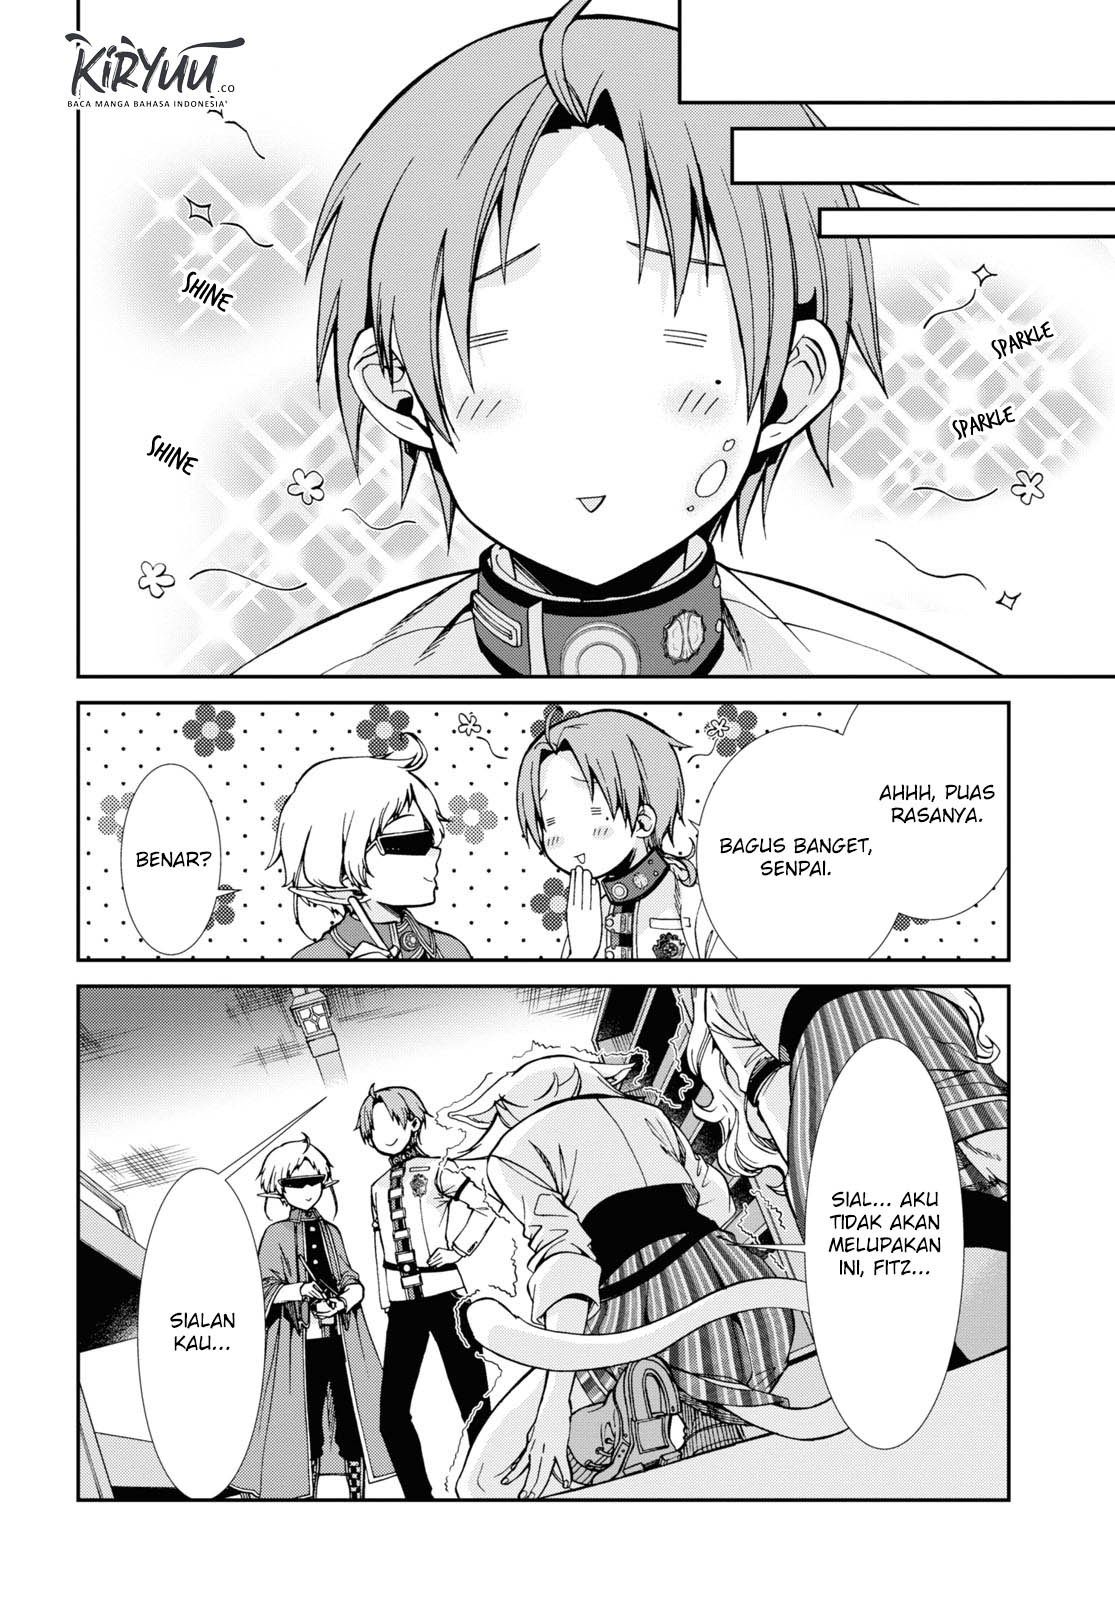 KIRYUU.CO
BACA MANGA BAHASA INDONESIA
SHINE
SPARKLE
SPARKLE
SHINE
AHHH, PUAS
RASANYA.
BAGUS BANGET,
SENPAI.
BENAR?
SIAL... AKU
TIDAK AKAN
MELUPAKAN
INI, FITZ...
SIALAN
KAU...